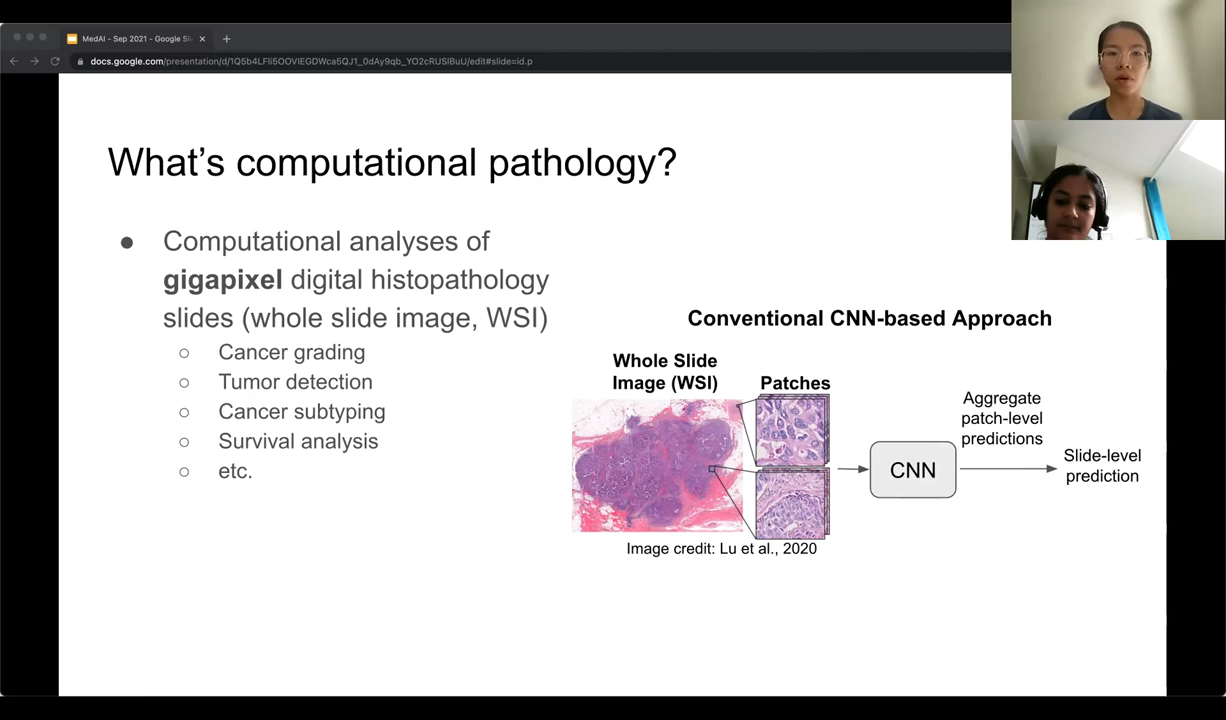 MedAI - Sep 2021 - Google Sli
docs.google.com/presentation/d/1Q5b4LFli5OOVIEGDWca5QJ1_0dAy9qb_YO2cRUSlBuU/edit#slide=id.p
What's computational pathology?
● Computational analyses of
gigapixel digital histopathology
slides (whole slide image, WSI)
○ Cancer grading
○ Tumor detection
○ Cancer subtyping
○ Survival analysis
○ etc.
Conventional CNN-based Approach
Whole Slide
Image (WSI)
Patches
CNN
Aggregate
patch-level
predictions
Slide-level
prediction
Image credit: Lu et al., 2020